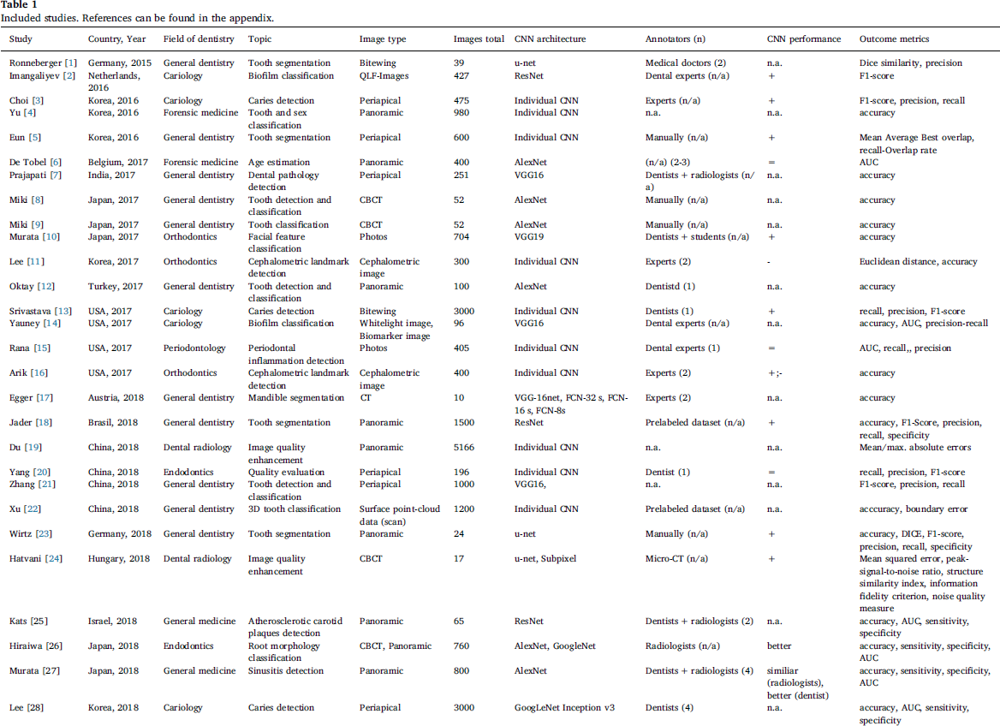 Table 1
Included studies. References can be found in the appendix.
Study Country, Year Field of dentistry Topic Image type Images total CNN architecture Annotators (n) CNN performance Outcome metrics
Ronneberger [1] Germany, 2015 General dentistry Tooth segmentation Bitewing 39 u-net Medical doctors (2) n.a. Dice similarity, precision
Imangaliyev [2] Netherlands, Cariology Biofilm classification QLF-Images 427 ResNet Dental experts (n/a) + F1-score
2016
Choi [3] Korea, 2016 Cariology Caries detection Periapical 475 Individual CNN Experts (n/a) + F1-score, precision, recall
Yu [4] Korea, 2016 Forensic medicine Tooth and sex Panoramic 980 Individual CNN n.a. n.a. accuracy
classification
Eun [5] Korea, 2016 General dentistry Tooth segmentation Periapical 600 Individual CNN Manually (n/a) + Mean Average Best overlap,
recall-Overlap rate
De Tobel [6] Belgium, 2017 Forensic medicine Age estimation Panoramic 400 AlexNet (n/a) (2-3) = AUC
Prajapati [7] India, 2017 General dentistry Dental pathology Periapical 251 VGG16 Dentists + radiologists (n/ n.a. accuracy
detection a)
Miki [8] Japan, 2017 General dentistry Tooth detection and CBCT 52 AlexNet Manually (n/a) n.a. accuracy
classification
Miki [9] Japan, 2017 General dentistry Tooth classification CBCT 52 AlexNet Manually (n/a) n.a. accuracy
Murata [10] Japan, 2017 Orthodontics Facial feature Photos 704 VGG19 Dentists + students (n/a) + accuracy
classification
Lee [11] Korea, 2017 Orthodontics Cephalometric landmark Cephalometric 300 Individual CNN Experts (2) - Euclidean distance, accuracy
detection image
Oktay [12] Turkey, 2017 General dentistry Tooth detection and Panoramic 100 AlexNet Dentistd (1) n.a. accuracy
classification
Srivastava [13] USA, 2017 Cariology Caries detection Bitewing 3000 Individual CNN Dentists (1) + recall, precision, F1-score
Yauney [14] USA, 2017 Cariology Biofilm classification Whitelight image, 96 VGG16 Dental experts (n/a) n.a. accuracy, AUC, precision-recall
Biomarker image
Rana [15] USA, 2017 Periodontology Periodontal Photos 405 Individual CNN Dental experts (1) = AUC, recall,, precision
inflammation detection
Arik [16] USA, 2017 Orthodontics Cephalometric landmark Cephalometric 400 Individual CNN Experts (2) +;- accuracy
detection image
Egger [17] Austria, 2018 General dentistry Mandible segmentation CT 10 VGG-16net, FCN-32 s, FCN- Experts (2) n.a. accuracy
16 s, FCN-8s
Jader [18] Brasil, 2018 General dentistry Tooth segmentation Panoramic 1500 ResNet Prelabeled dataset (n/a) + accuracy, F1-Score, precision,
recall, specificity
Du [19] China, 2018 Dental radiology Image quality Panoramic 5166 Individual CNN n.a. n.a. Mean/max. absolute errors
enhancement
Yang [20] China, 2018 Endodontics Quality evaluation Periapical 196 Individual CNN Dentist (1) = recall, precision, F1-score
Zhang [21] China, 2018 General dentistry Tooth detection and Periapical 1000 VGG16, n.a. n.a. F1-score, precision, recall
classification
Xu [22] China, 2018 General dentistry 3D tooth classification Surface point-cloud 1200 Individual CNN Prelabeled dataset (n/a) n.a. acccuracy, boundary error
data (scan)
Wirtz [23] Germany, 2018 General dentistry Tooth segmentation Panoramic 24 u-net Manually (n/a) + accuracy, DICE, F1-score,
precision, recall, specificity
Hatvani [24] Hungary, 2018 Dental radiology Image quality CBCT 17 u-net, Subpixel Micro-CT (n/a) + Mean squared error, peak-
enhancement signal-to-noise ratio, structure
similarity index, information
fidelity criterion, noise quality
measure
Kats [25] Israel, 2018 General medicine Atherosclerotic carotid Panoramic 65 ResNet Dentists + radiologists (2) n.a. accuracy, AUC, sensitivity,
plaques detection specificity
Hiraiwa [26] Japan, 2018 Endodontics Root morphology CBCT, Panoramic 760 AlexNet, GoogleNet Radiologists (n/a) better accuracy, sensitivity, specificity,
classification AUC
Murata [27] Japan, 2018 General medicine Sinusitis detection Panoramic 800 AlexNet Dentists + radiologists (4) similiar accuracy, sensitivity, specificity,
(radiologists), AUC
better (dentist)
Lee [28] Korea, 2018 Cariology Caries detection Periapical 3000 GoogLeNet Inception v3 Dentists (4) n.a. accuracy, AUC, sensitivity,
specificity